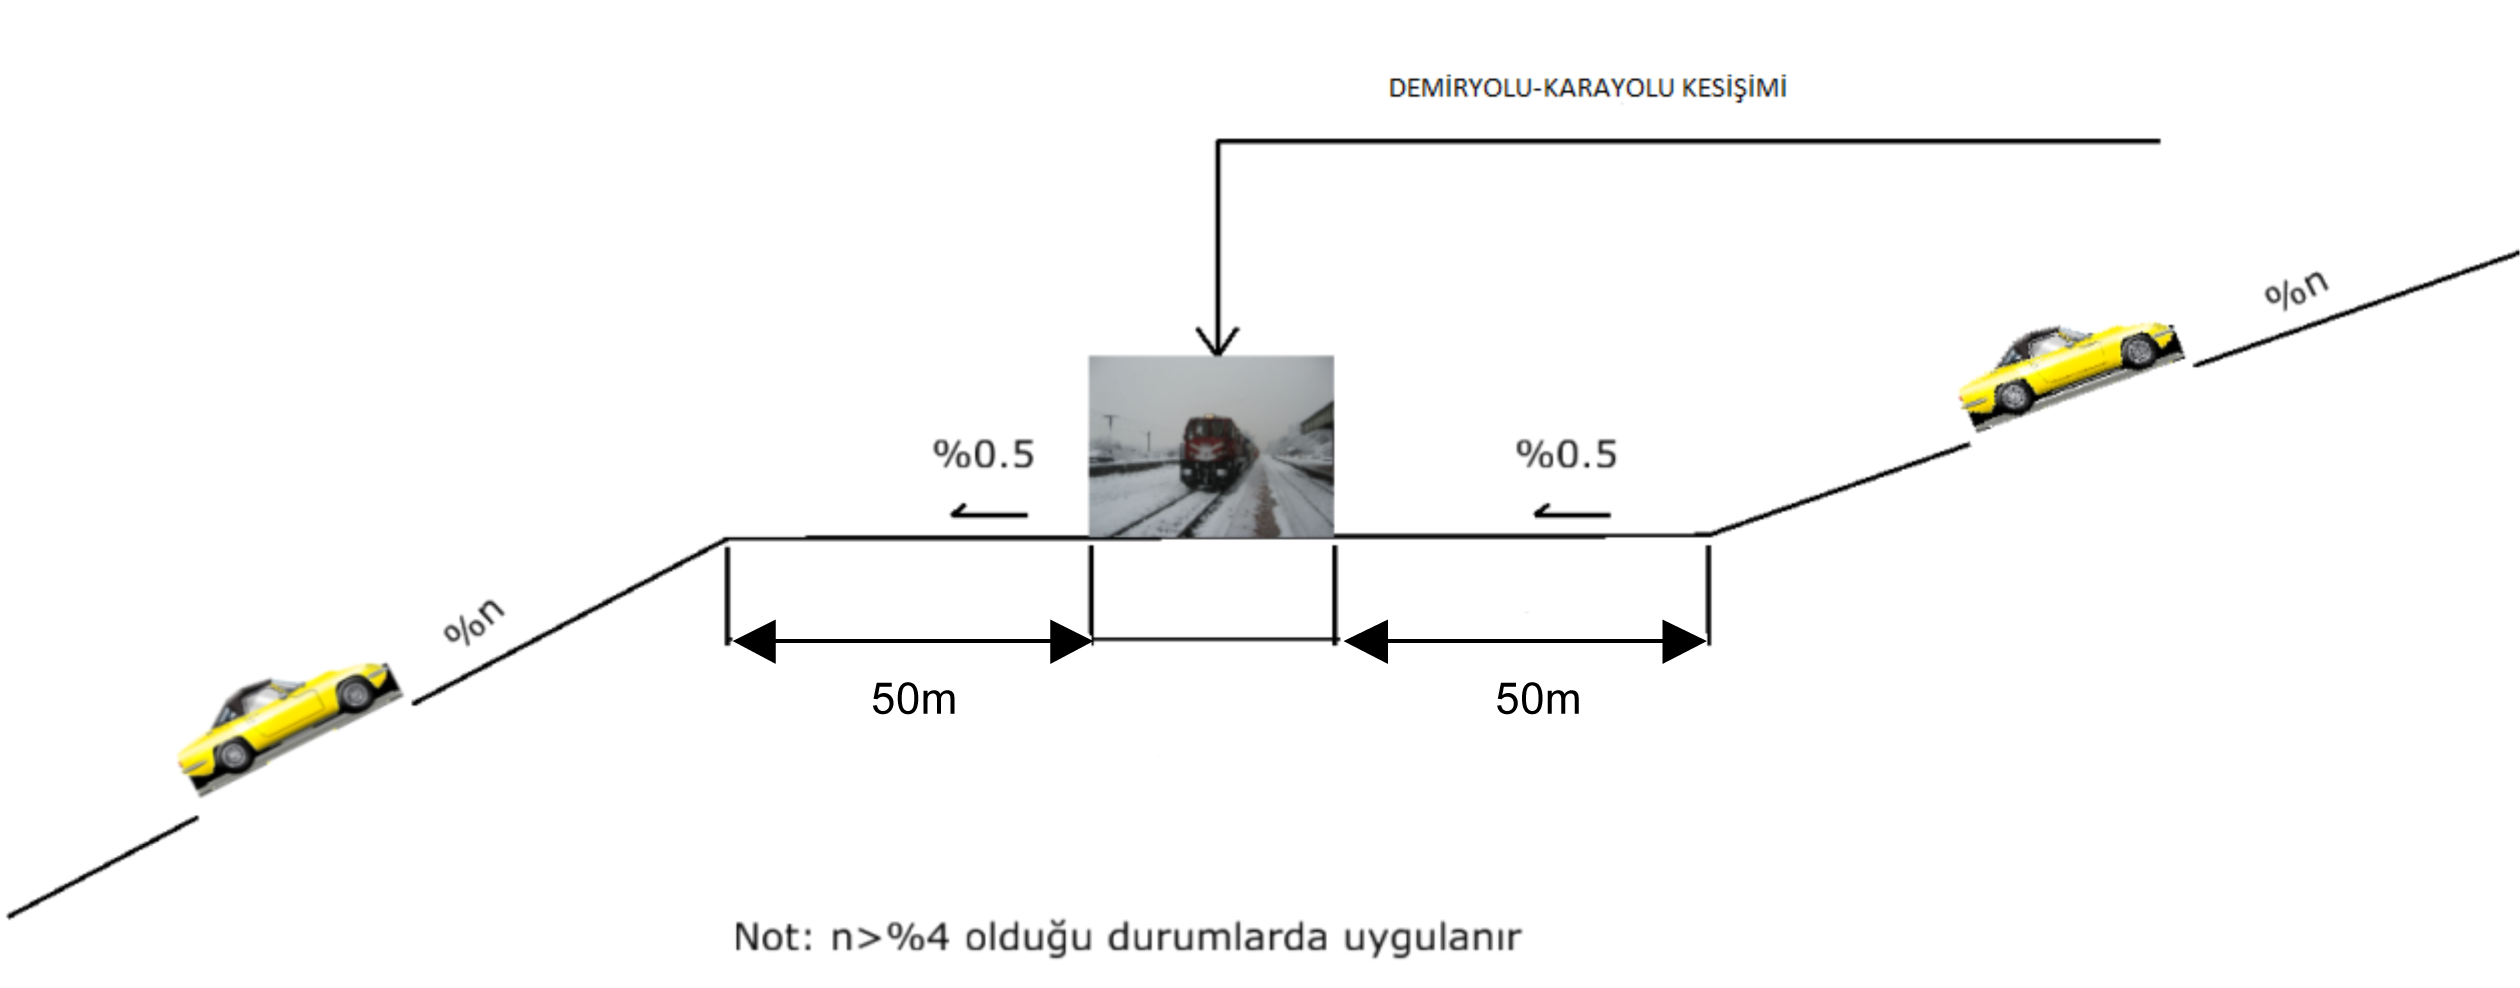 DEMİRYOLU-KARAYOLU KESİŞİMİ
%n
%0.5
%0.5
%n
50m
50m
Not: n>%4 olduğu durumlarda uygulanır